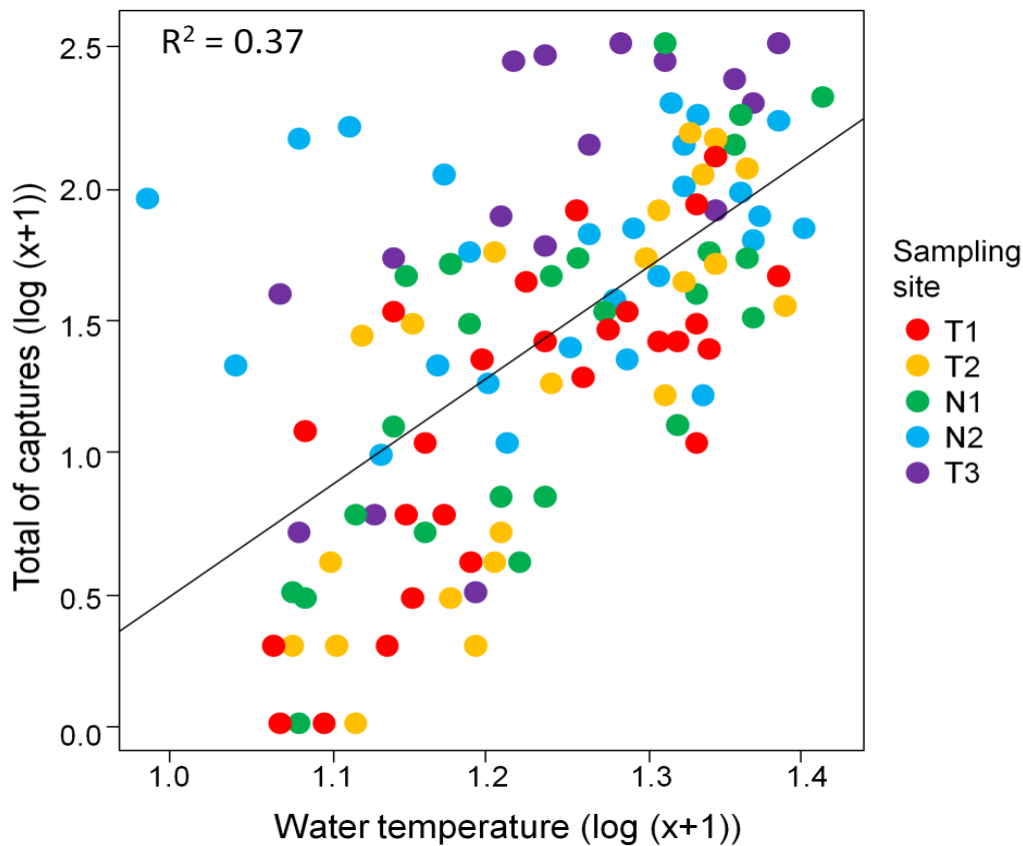 R² = 0.37
Total of captures (log (x+1))
2.5
2.0
1.5
1.0
0.5
0.0
1.0 1.1 1.2 1.3 1.4
Water temperature (log (x+1))
Sampling
site
T1
T2
N1
N2
T3